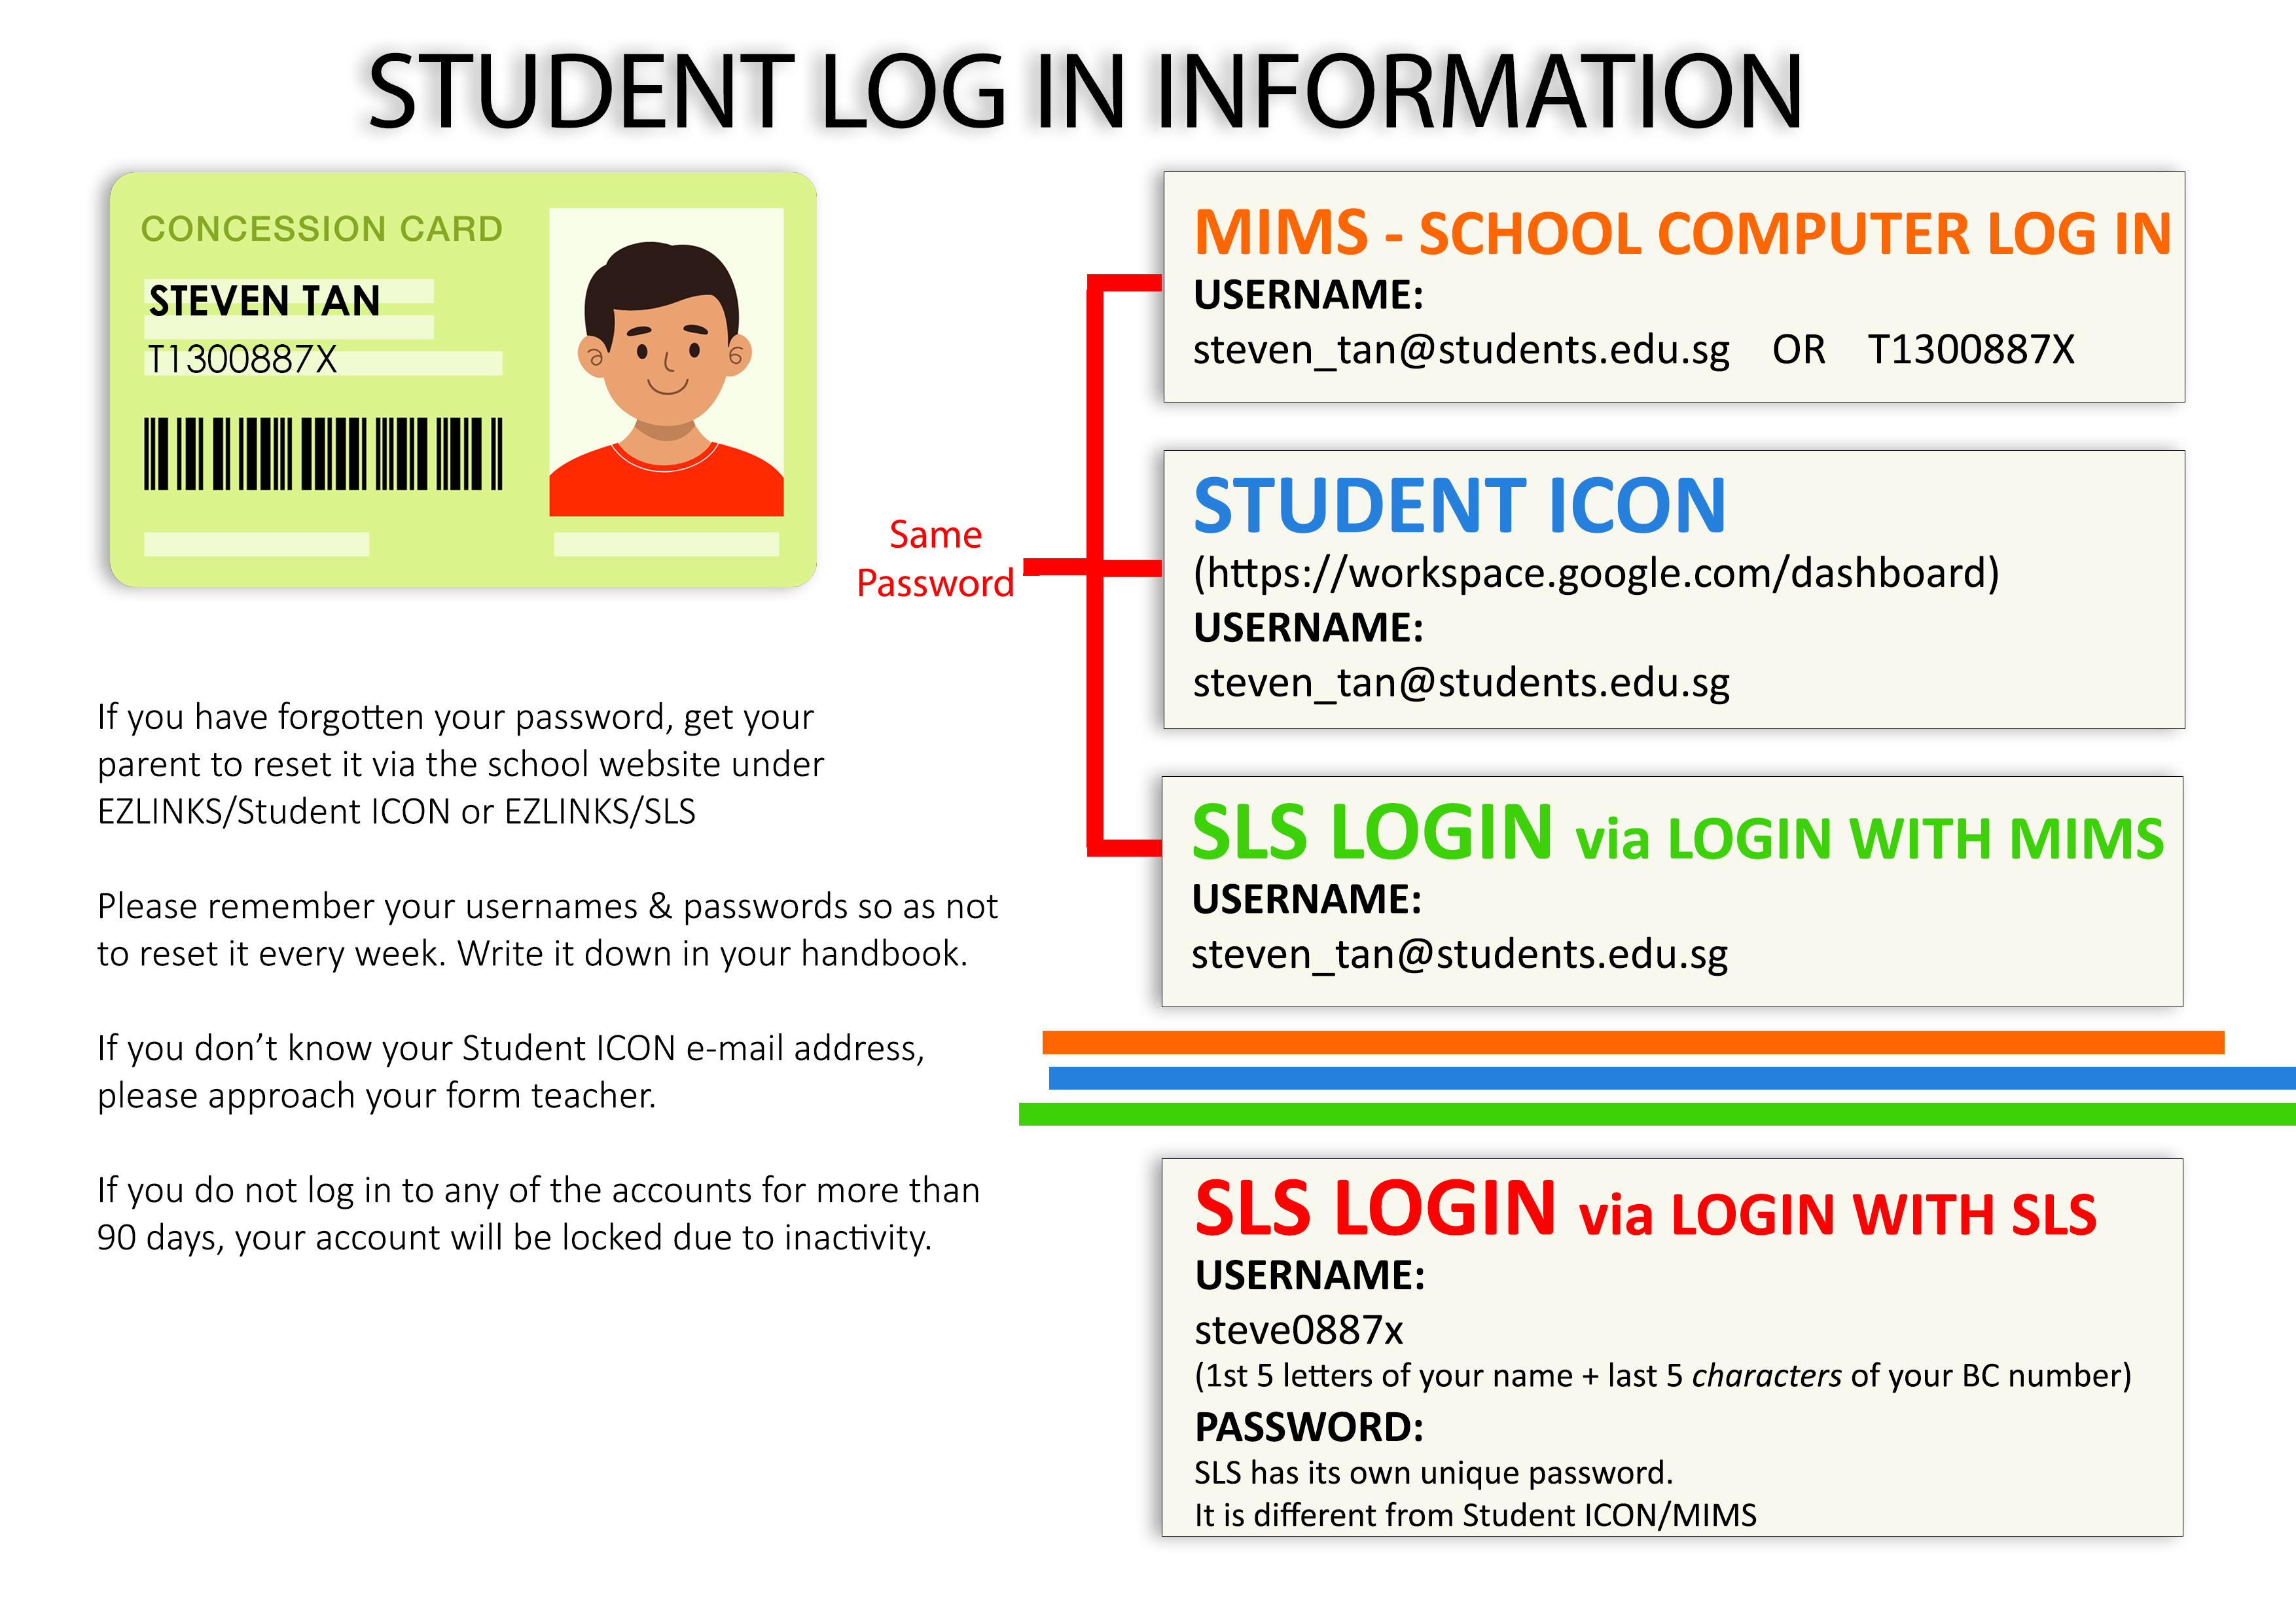 STUDENT LOG IN INFORMATION
CONCESSION CARD
STEVEN TAN
T1300887X
Same
Password
MIMS - SCHOOL COMPUTER LOG IN
USERNAME:
steven_tan@students.edu.sg OR T1300887X
STUDENT ICON
(https://workspace.google.com/dashboard)
USERNAME:
steven_tan@students.edu.sg
SLS LOGIN via LOGIN WITH MIMS
USERNAME:
steven_tan@students.edu.sg
If you have forgotten your password, get your
parent to reset it via the school website under
EZLINKS/Student ICON or EZLINKS/SLS
Please remember your usernames & passwords so as not
to reset it every week. Write it down in your handbook.
If you don’t know your Student ICON e-mail address,
please approach your form teacher.
If you do not log in to any of the accounts for more than
90 days, your account will be locked due to inactivity.
SLS LOGIN via LOGIN WITH SLS
USERNAME:
steve0887x
(1st 5 letters of your name + last 5 characters of your BC number)
PASSWORD:
SLS has its own unique password.
It is different from Student ICON/MIMS